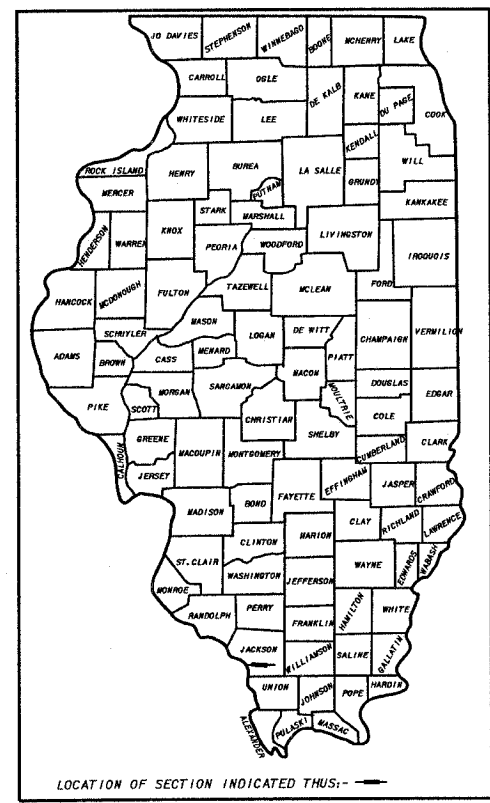 JO DAVIES STEPHENSON WINNEBAGO BOONE MCHENRY LAKE
CARROLL OGLE DE KALB KANE DU PAGE COOK
WHITESIDE LEE KENDALL WILL
ROCK ISLAND HENRY BUREA PUTNAM LA SALLE GRUNDY
MERCER STARK MARSHALL KANKAKEE
HENDERSON WARREN KNOX PEORIA WOODFORD LIVINGSTON IROQUOIS
HANCOCK MCDONOUGH FULTON TAZEWELL MCLEAN FORD
SCHUYLER MASON LOGAN DE WITT CHAMPAIGN VERMILION
ADAMS BROWN CASS MENARD MACON PIATT
PIKE SCOTT MORGAN SANGAMON CHRISTIAN MOULTRIE DOUGLAS EDGAR
COLE
CALHOUN GREENE MACOUPIN MONTGOMERY SHELBY CUMBERLAND CLARK
JERSEY FAYETTE EFFINGHAM JASPER CRAWFORD
MADISON BOND CLAY RICHLAND LAWRENCE
CLINTON MARION
ST.CLAIR WASHINGTON JEFFERSON WAYNE EDWARDS WABASH
MONROE
RANDOLPH PERRY FRANKLIN HAMILTON WHITE
JACKSON WILLIAMSON SALINE GALLATIN
UNION JOHNSON POPE HARDIN
ALEXANDER PULASKI MASSAC
LOCATION OF SECTION INDICATED THUS:-